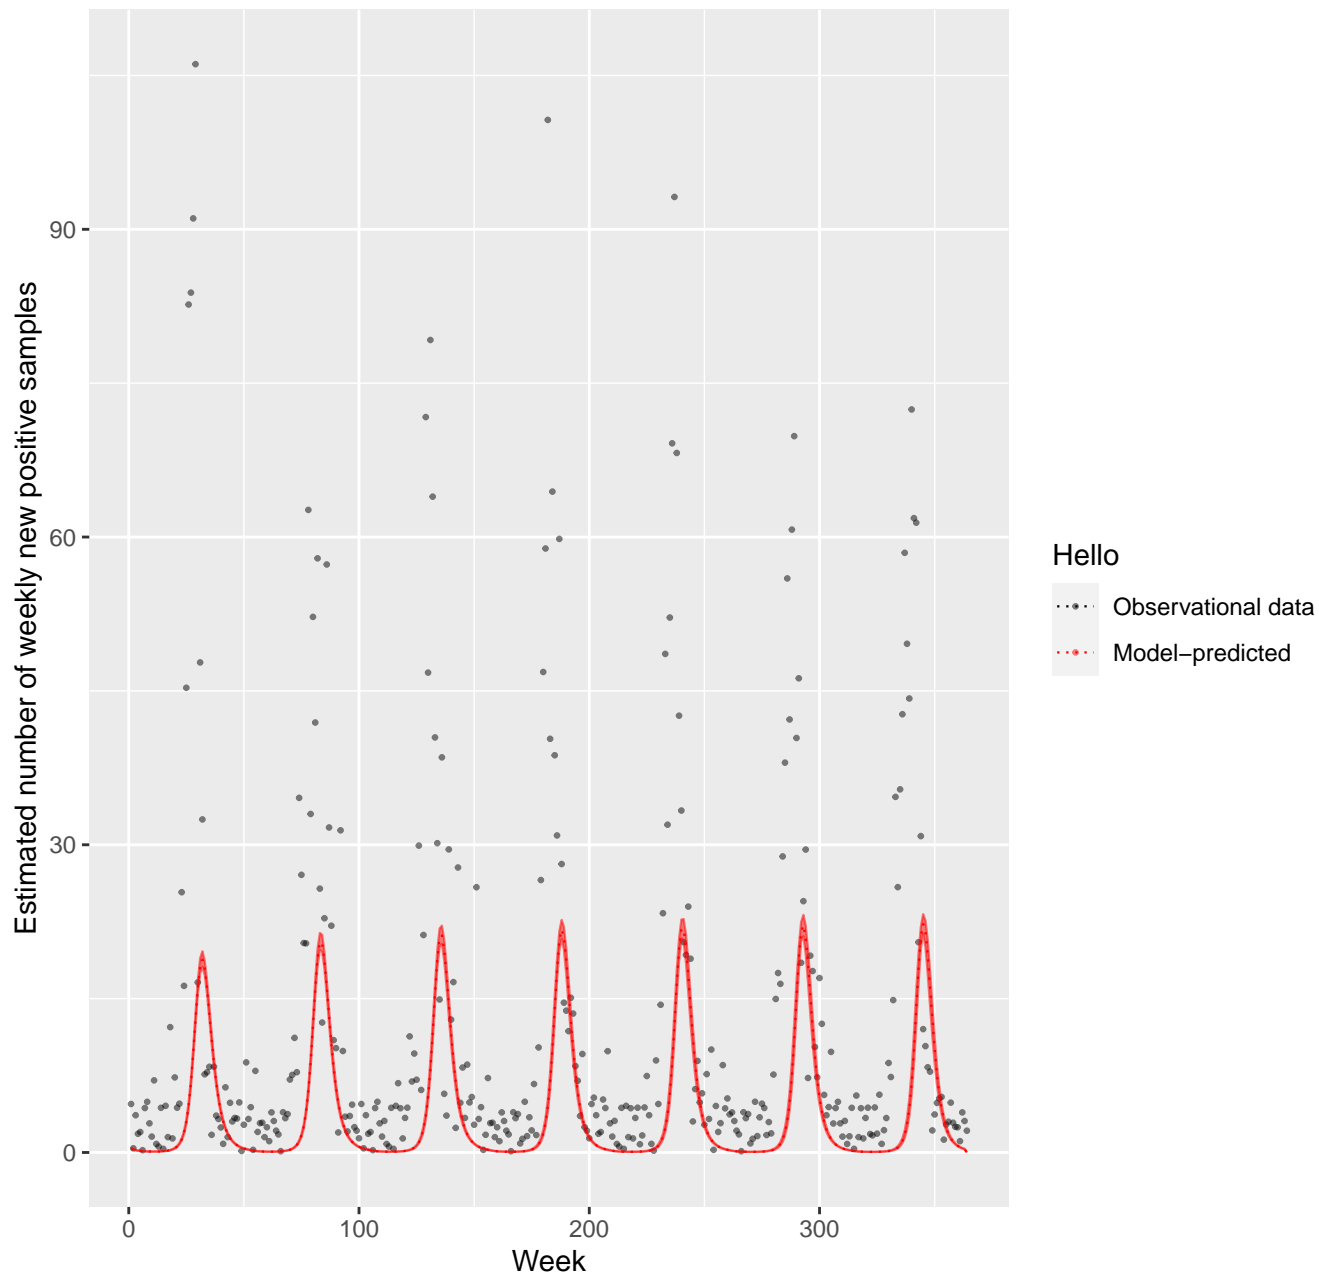 90
60
30
0
0 100 200 300
Week
Estimated number of weekly new positive samples
Hello
Observational data
Model−predicted